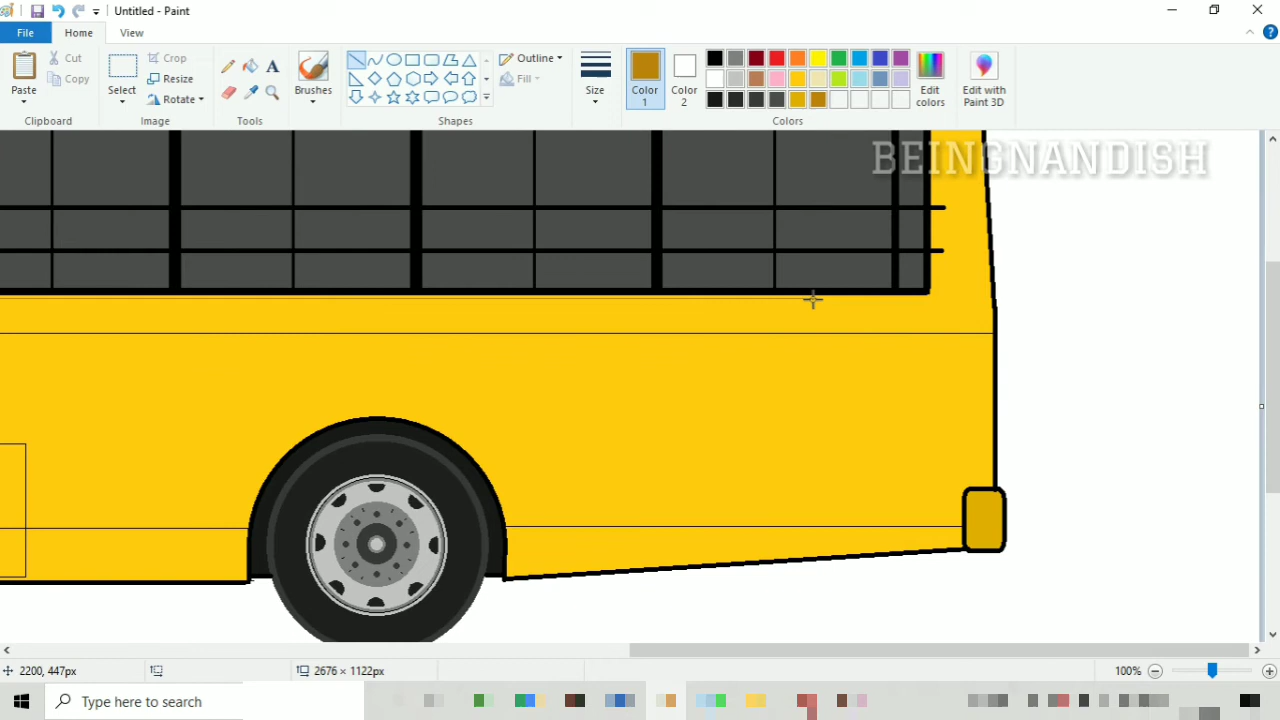 Untitled - Paint
File Home View
Paste
Cut
Copy
Clipboard
Select
Crop
Resize
Rotate
Image
A
Tools
Brushes
Outline
Fill
Shapes
Size
Color 1
Color 2
Edit colors
Colors
Edit with Paint 3D
BEINGNANDISH
2200, 447px
2676 × 1122px
100%
Type here to search